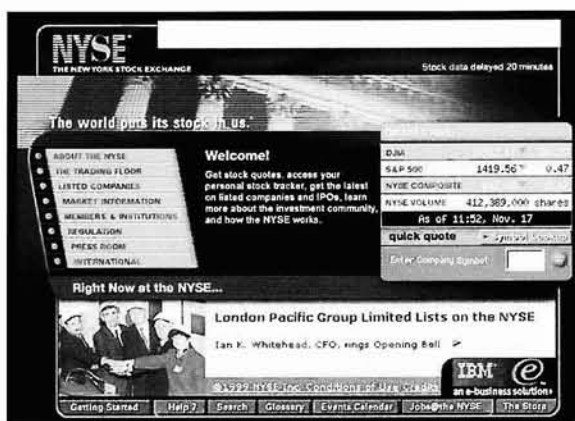 NYSE
THE NEW YORK STOCK EXCHANGE
Stock data delayed 20 minutes
The world puts its stock in us.
ABOUT THE NYSE
THE TRADING FLOOR
LISTED COMPANIES
MARKET INFORMATION
MEMBERS & INSTITUTIONS
REGULATION
PRESS ROOM
INTERNATIONAL
Welcome!
Get stock quotes, access your
personal stock tracker, get the latest
on listed companies and IPOs, learn
more about the investment community,
and how the NYSE works.
DJIA
S&P 500 1419.56 0.47
NYSE COMPOSITE
NYSE VOLUME 412,389,000 shares
As of 11:52, Nov. 17
quick quote Symbol Lookup
Enter Company Symbol
Right Now at the NYSE...
London Pacific Group Limited Lists on the NYSE
Ian K. Whitehead, CFO, rings Opening Bell >
©1999 NYSE Inc. Conditions of Use Credits
IBM e
an e-business solution
Getting Started Help ? Search Glossary Events Calendar Jobs@the NYSE The Store